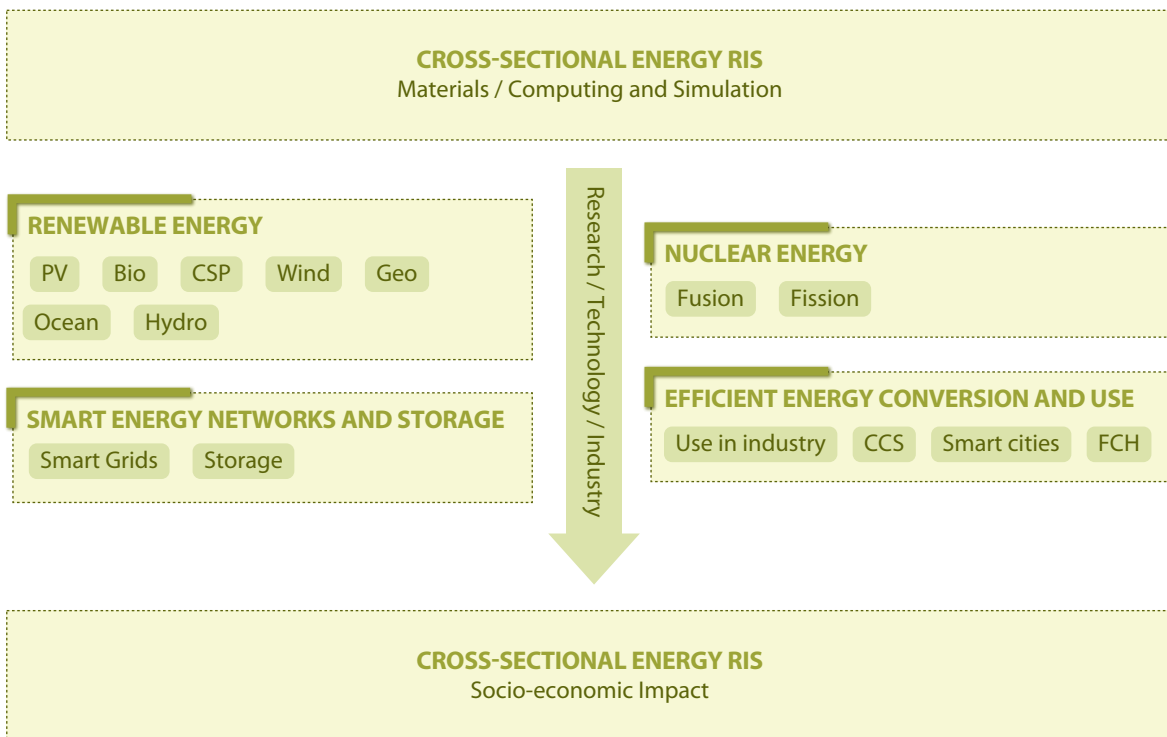 CROSS-SECTIONAL ENERGY RIS
Materials / Computing and Simulation
RENEWABLE ENERGY
PV Bio CSP Wind Geo
Ocean Hydro
SMART ENERGY NETWORKS AND STORAGE
Smart Grids Storage
Research / Technology / Industry
NUCLEAR ENERGY
Fusion Fission
EFFICIENT ENERGY CONVERSION AND USE
Use in industry CCS Smart cities FCH
CROSS-SECTIONAL ENERGY RIS
Socio-economic Impact